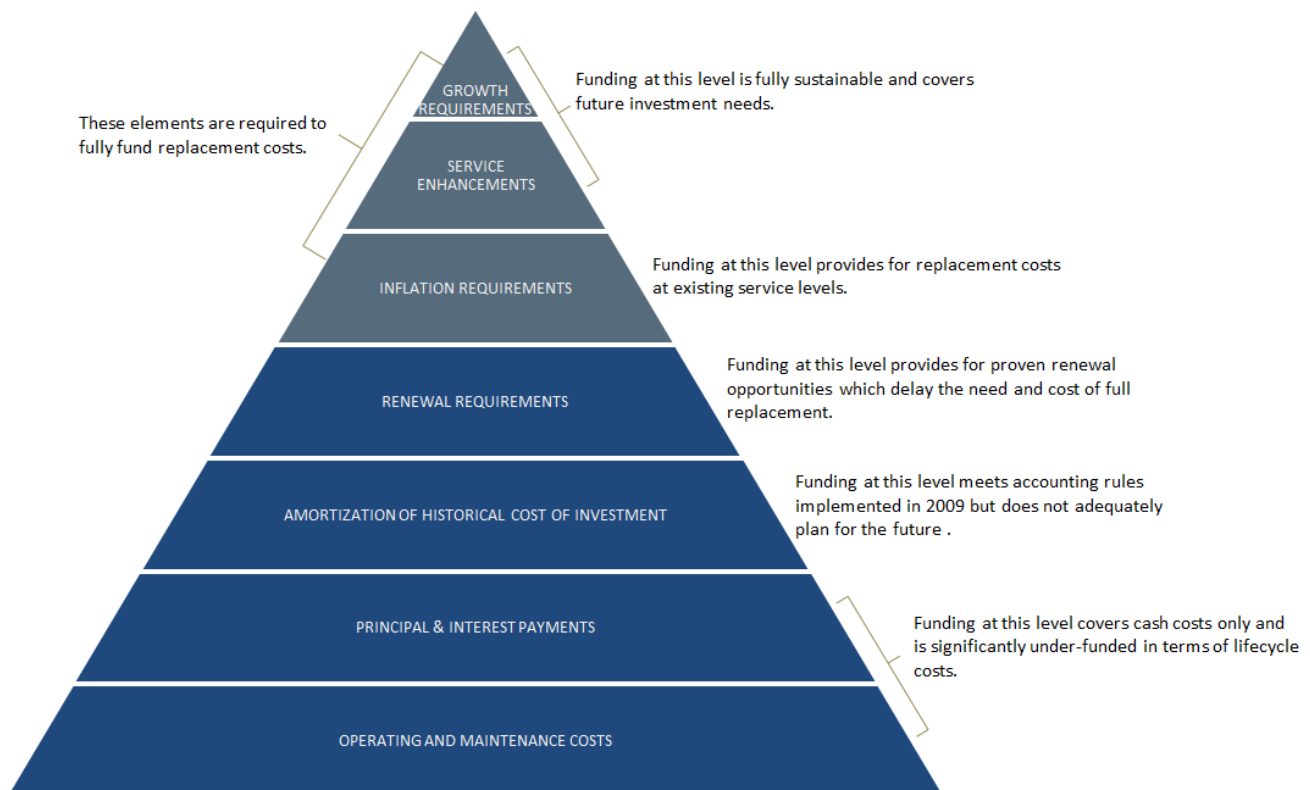 GROWTH
REQUIREMENTS
Funding at this level is fully sustainable and covers
future investment needs.
These elements are required to
fully fund replacement costs.
SERVICE
ENHANCEMENTS
INFLATION REQUIREMENTS
Funding at this level provides for replacement costs
at existing service levels.
RENEWAL REQUIREMENTS
Funding at this level provides for proven renewal
opportunities which delay the need and cost of full
replacement.
AMORTIZATION OF HISTORICAL COST OF INVESTMENT
Funding at this level meets accounting rules
implemented in 2009 but does not adequately
plan for the future .
PRINCIPAL & INTEREST PAYMENTS
Funding at this level covers cash costs only and
is significantly under-funded in terms of lifecycle
costs.
OPERATING AND MAINTENANCE COSTS